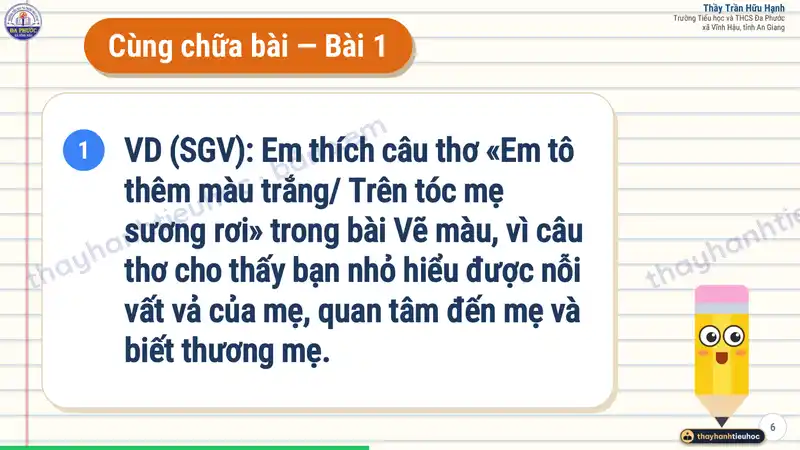 Thầy Trần Hữu Hạnh
Trường Tiểu học và THCS Đa Phước
xã Vĩnh Hậu, tỉnh An Giang
ĐA PHƯỚC
Cùng chữa bài – Bài 1
1
VD (SGV): Em thích câu thơ «Em tô
thêm màu trắng/ Trên tóc mẹ
sương rơi» trong bài Vẽ màu, vì câu
thơ cho thấy bạn nhỏ hiểu được nỗi
vất vả của mẹ, quan tâm đến mẹ và
biết thương mẹ.
thayhanhtieuhoc
6